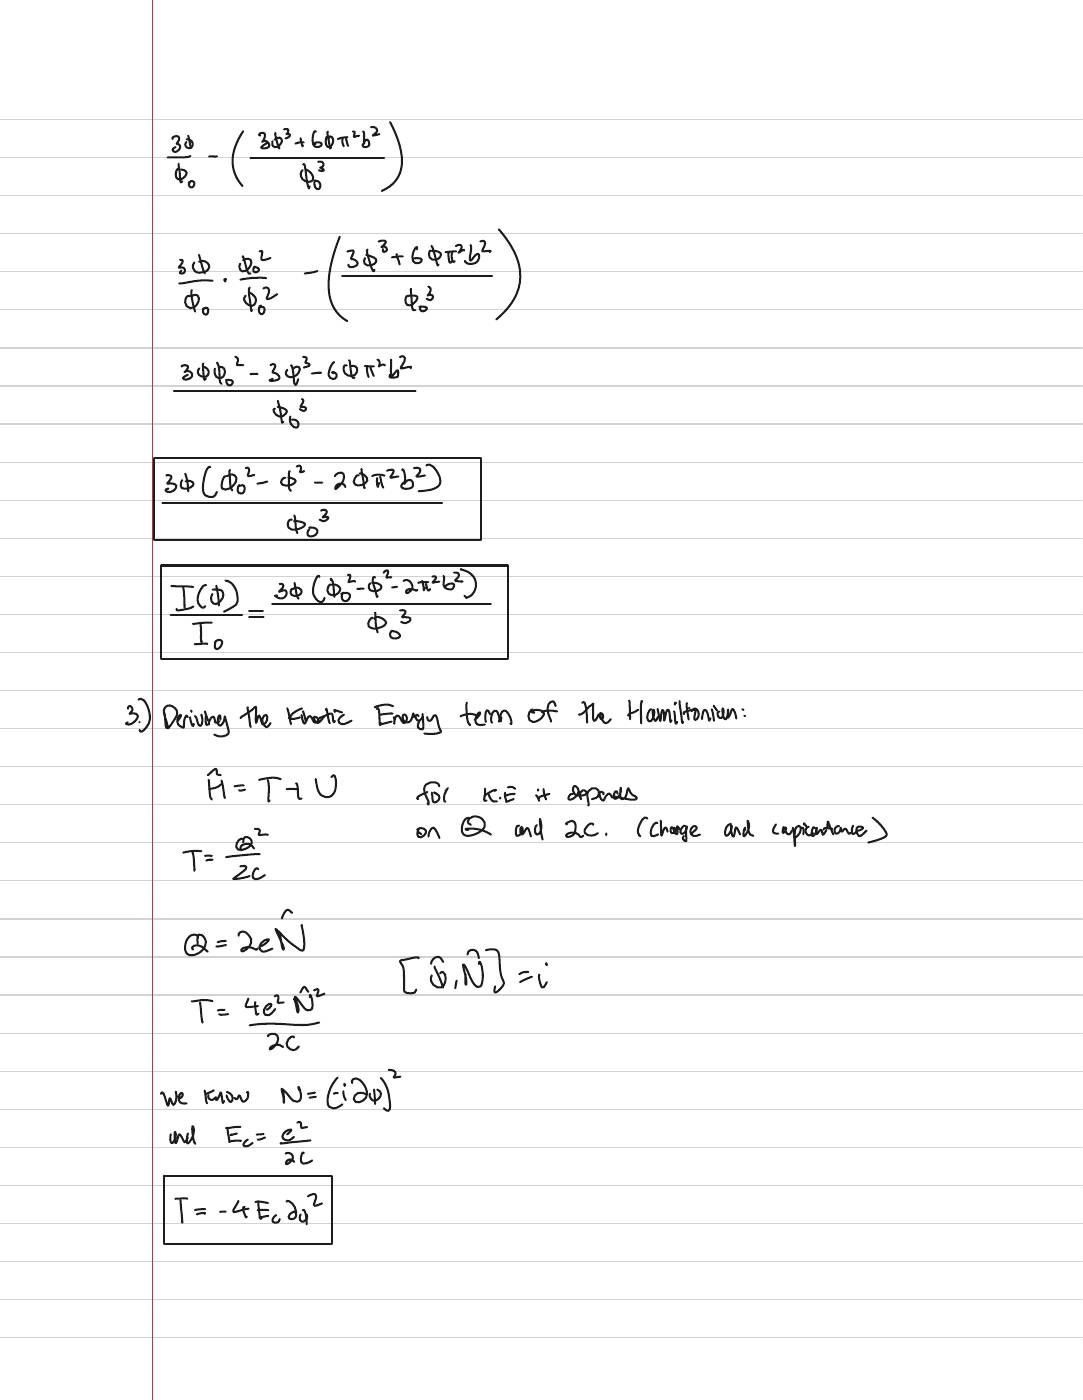 3ϕ/ϕ₀ - ((3ϕ³ + 6ϕπ²b²)/ϕ₀³)
3ϕ/ϕ₀ · ϕ₀²/ϕ₀² - ((3ϕ³ + 6ϕπ²b²)/ϕ₀³)
(3ϕϕ₀² - 3ϕ³ - 6ϕπ²b²)/ϕ₀³
3ϕ(ϕ₀² - ϕ² - 2ϕπ²b²)/ϕ₀³
I(ϕ)/I₀ = 3ϕ(ϕ₀² - ϕ² - 2π²b²)/ϕ₀³
3.) Deriving the Kinetic Energy term of the Hamiltonian:
Ĥ = T + U
for K.E it depends
on Q and 2C. (Charge and capicantance)
T = Q²/2C
Q = 2eN̂
[ϕ̂, N̂] = i
T = 4e²N̂²/2C
we know N = (-i∂ϕ)²
and E_c = e²/2C
T = -4E_c∂ϕ²